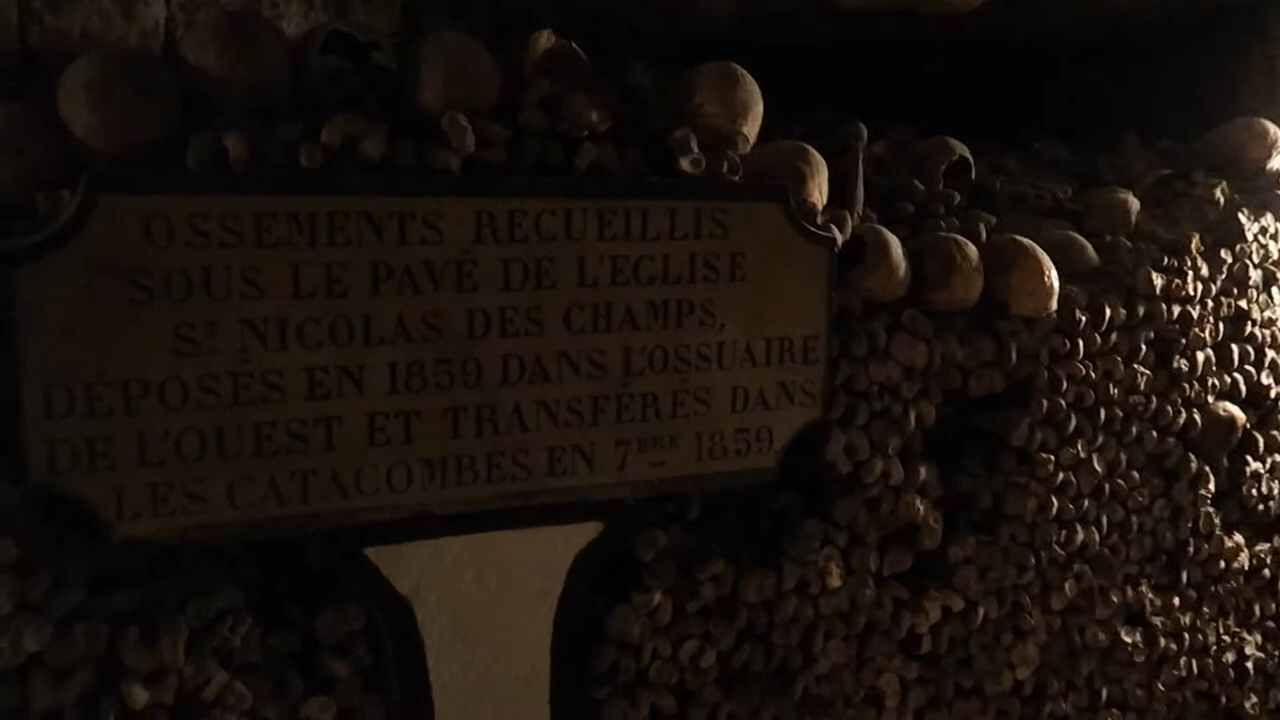 OSSEMENTS RECUEILLIS
SOUS LE PAVÉ DE L'EGLISE
ST NICOLAS DES CHAMPS,
DÉPOSÉS EN 1859 DANS L'OSSUAIRE
DE L'OUEST ET TRANSFÉRÉS DANS
LES CATACOMBES EN 7BRE 1859.